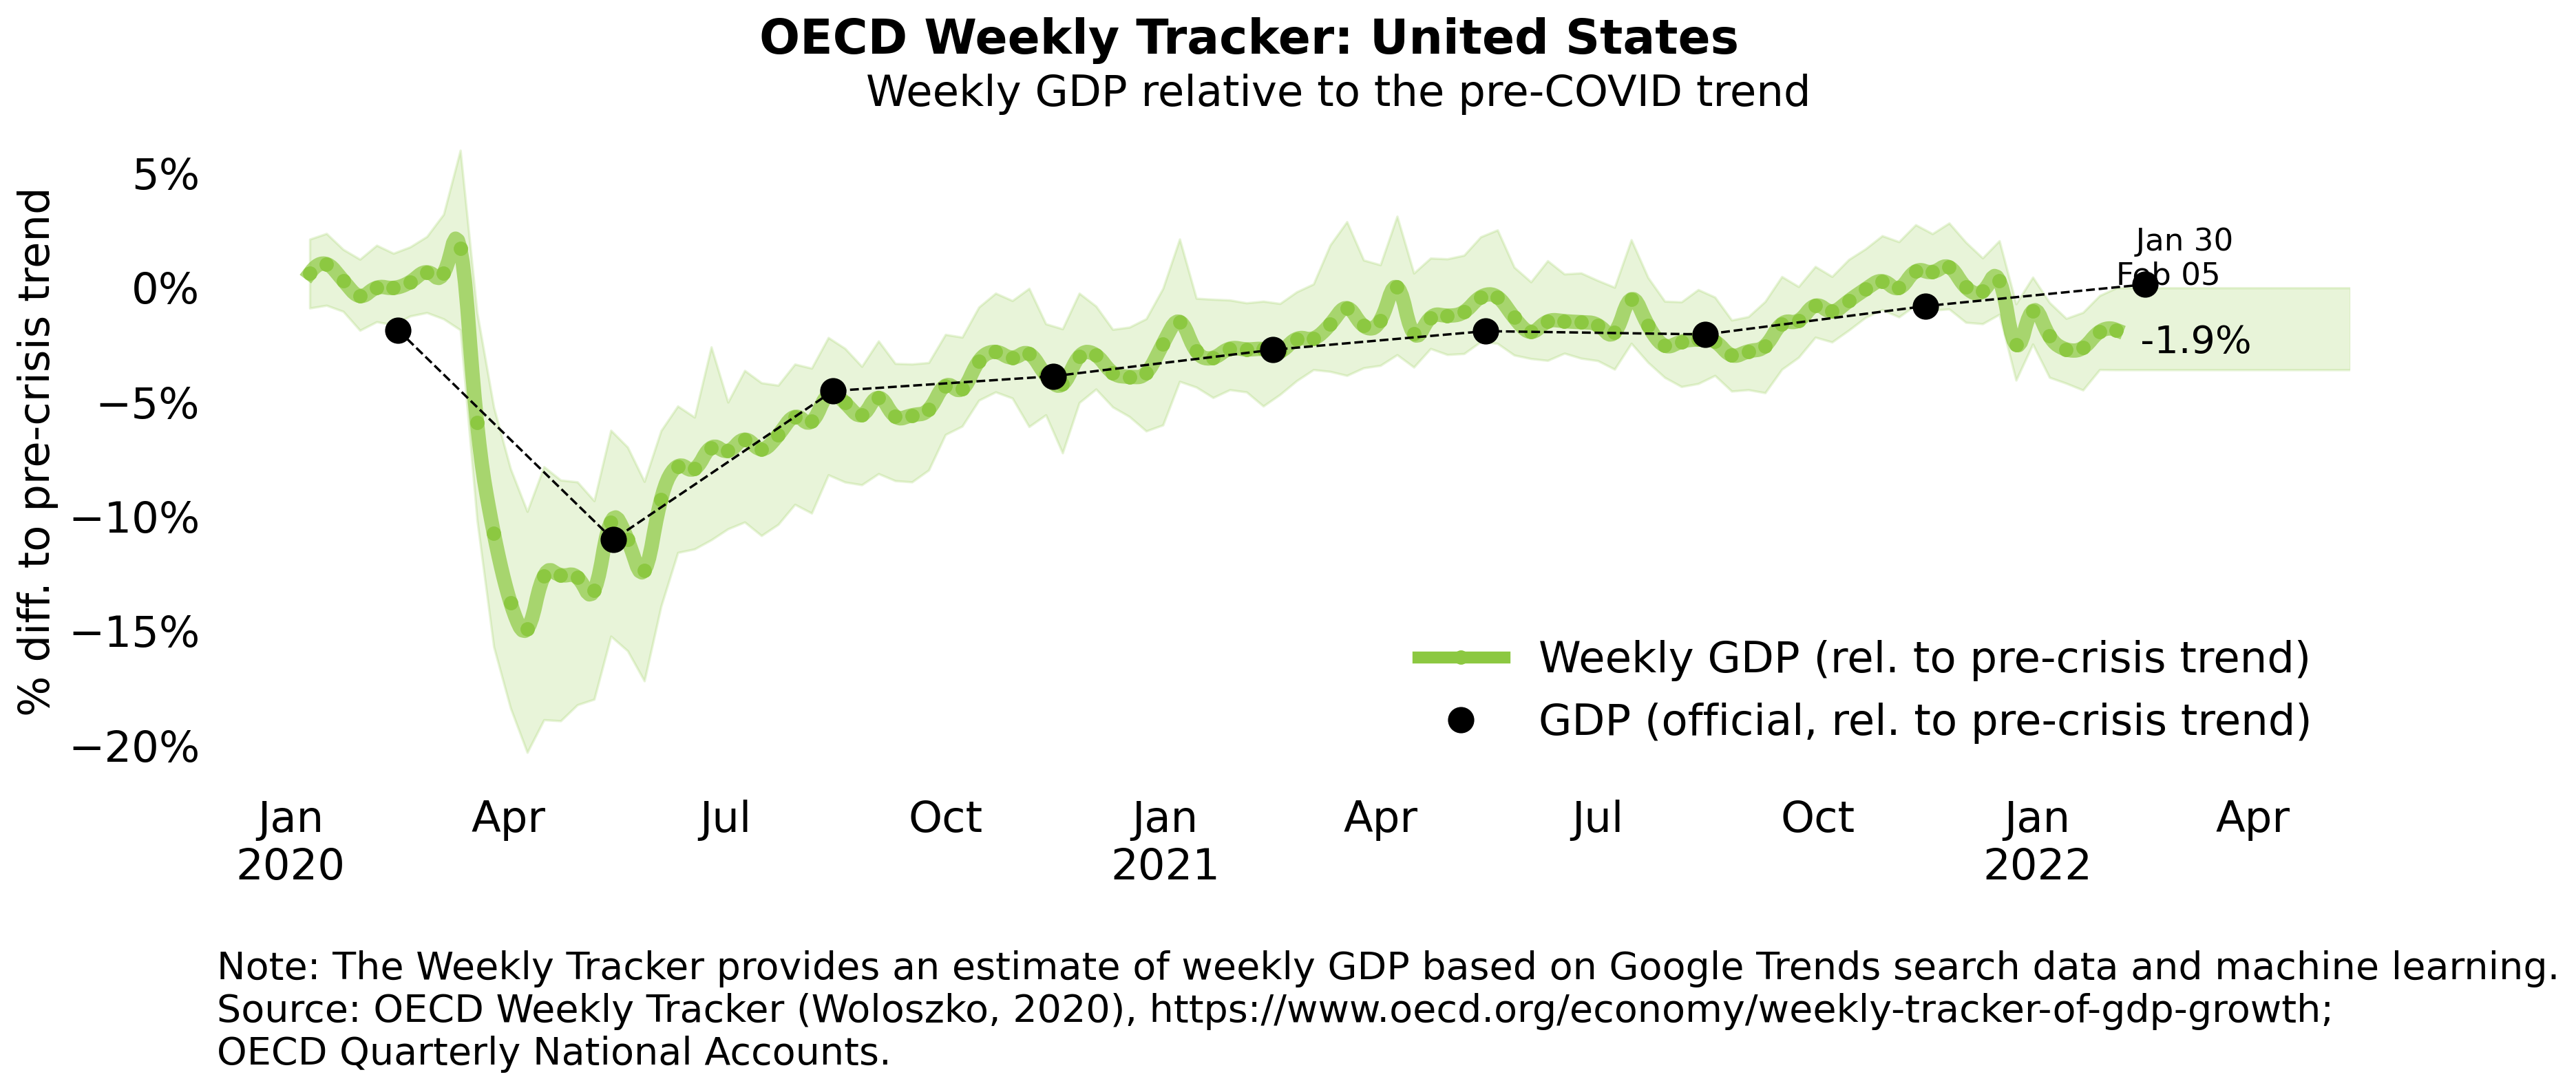 OECD Weekly Tracker: United States
Weekly GDP relative to the pre-COVID trend
% diff. to pre-crisis trend
5%
0%
−5%
−10%
−15%
−20%
Jan 30
Feb 05
-1.9%
Weekly GDP (rel. to pre-crisis trend)
GDP (official, rel. to pre-crisis trend)
Jan Apr Jul Oct Jan Apr Jul Oct Jan Apr
2020 2021 2022
Note: The Weekly Tracker provides an estimate of weekly GDP based on Google Trends search data and machine learning.
Source: OECD Weekly Tracker (Woloszko, 2020), https://www.oecd.org/economy/weekly-tracker-of-gdp-growth;
OECD Quarterly National Accounts.